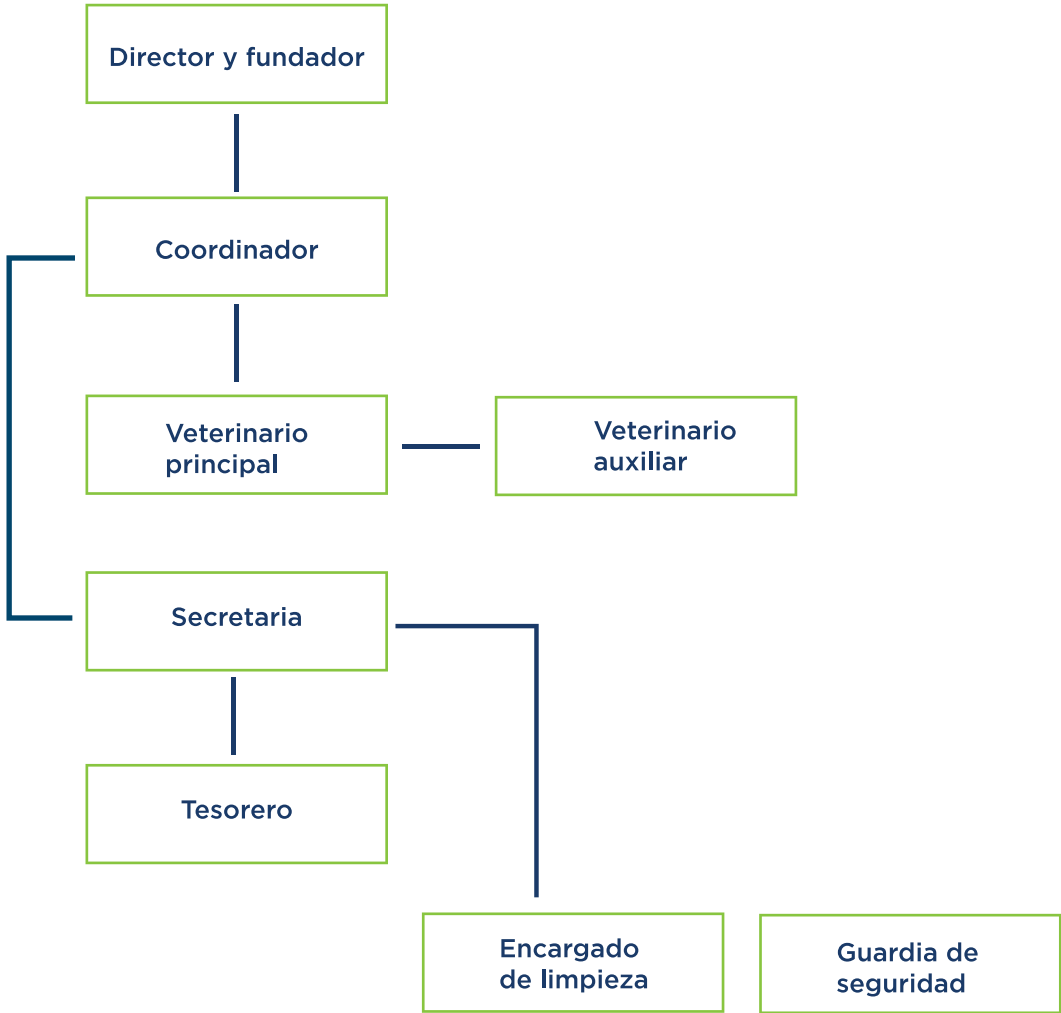 Director y fundador
Coordinador
Veterinario
principal
Veterinario
auxiliar
Secretaria
Tesorero
Encargado
de limpieza
Guardia de
seguridad